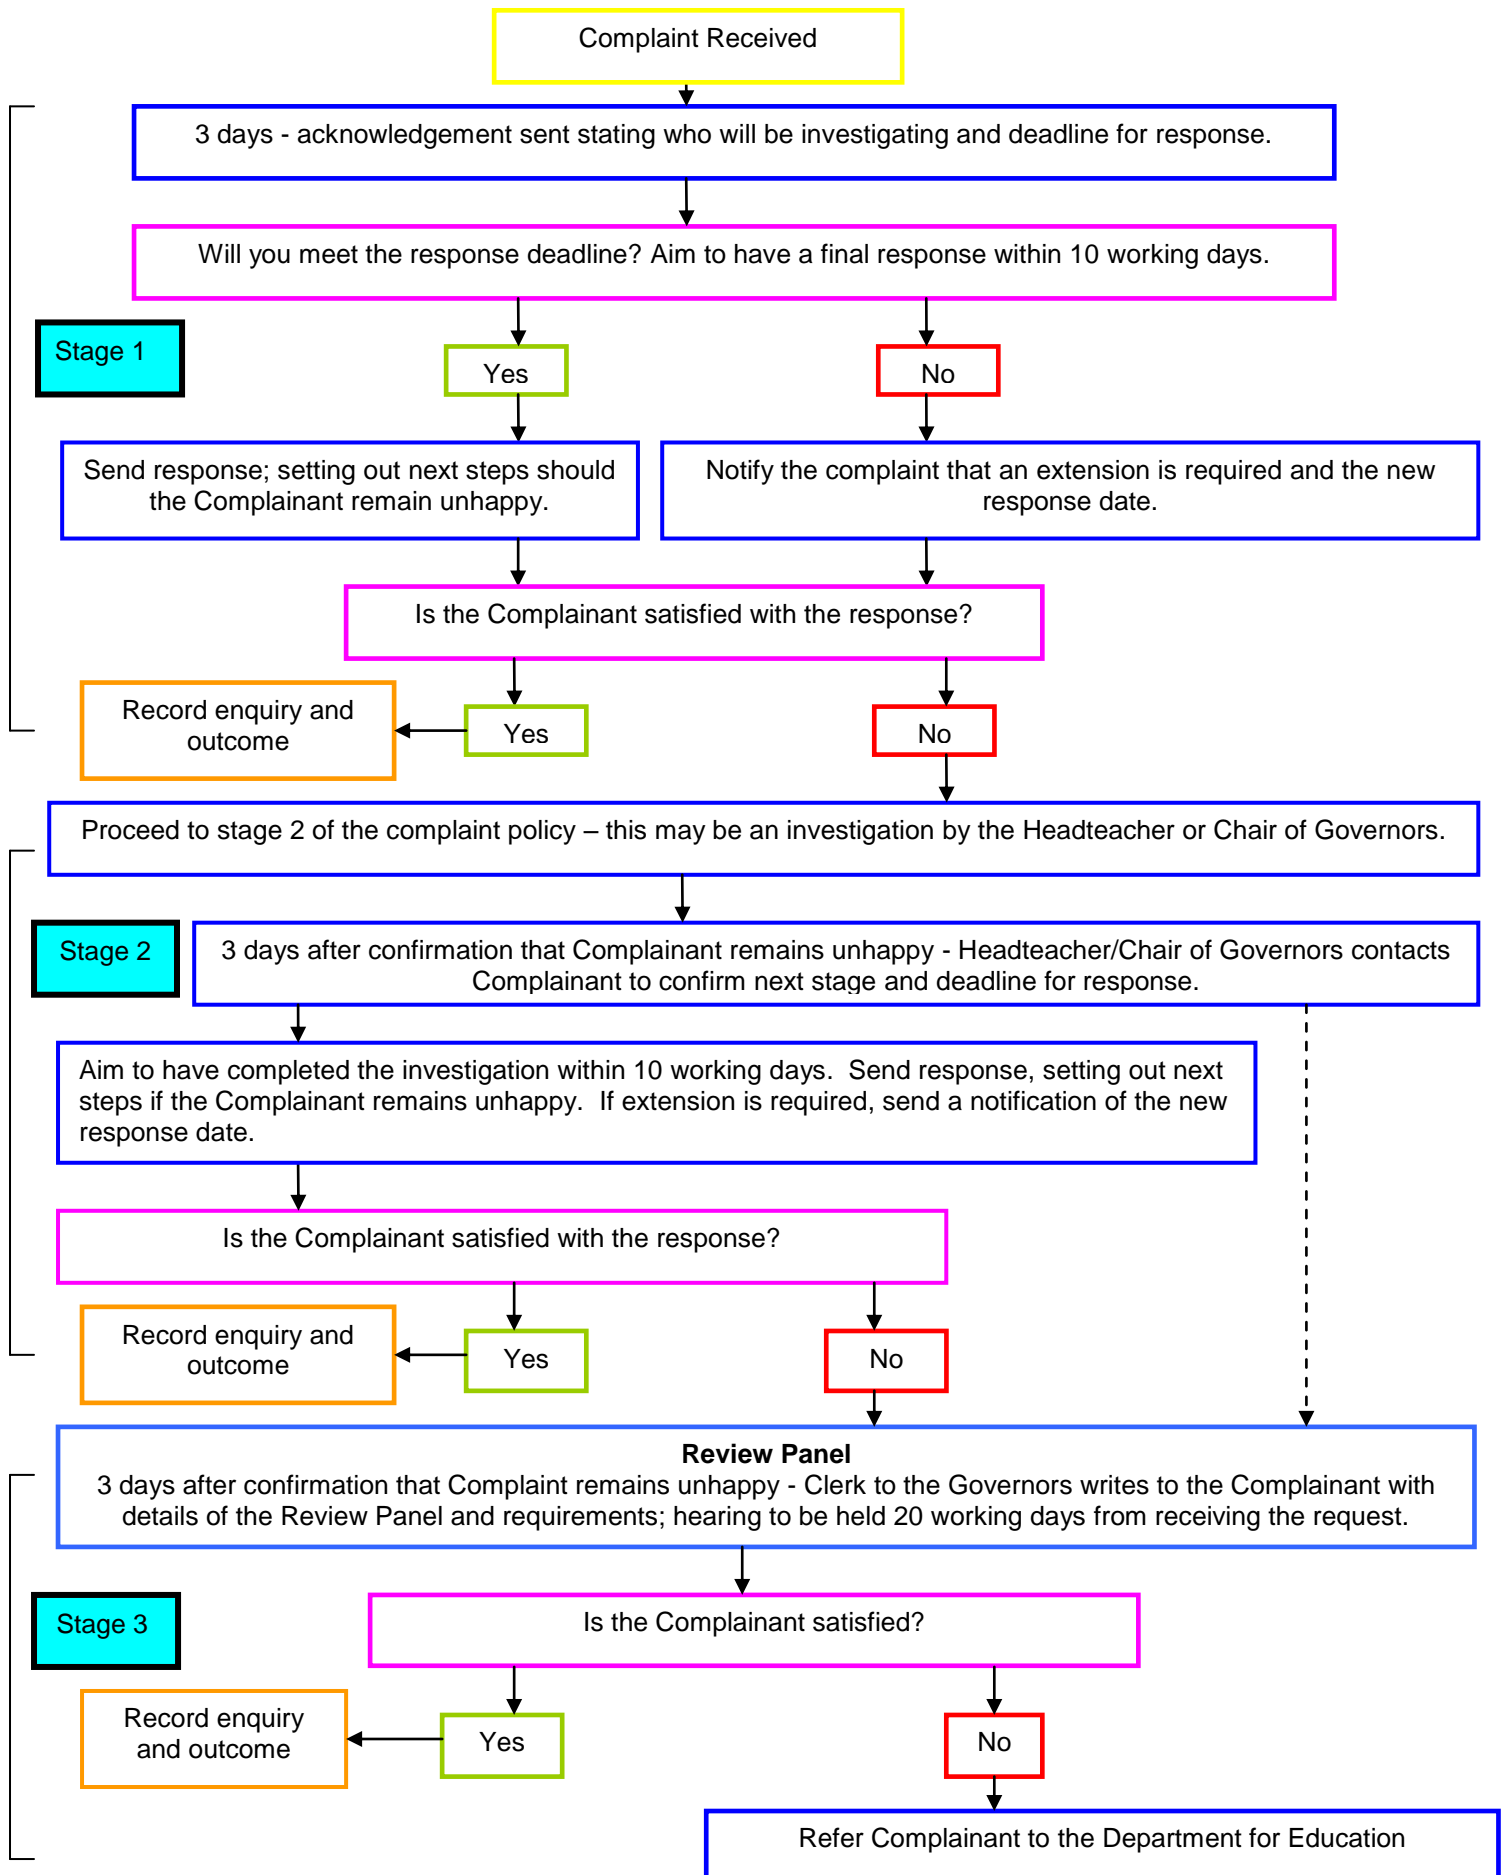 Complaint Received
3 days - acknowledgement sent stating who will be investigating and deadline for response.
Will you meet the response deadline? Aim to have a final response within 10 working days.
Stage 1
Yes
No
Send response; setting out next steps should
the Complainant remain unhappy.
Notify the complaint that an extension is required and the new
response date.
Is the Complainant satisfied with the response?
Record enquiry and
outcome
Yes
No
Proceed to stage 2 of the complaint policy – this may be an investigation by the Headteacher or Chair of Governors.
Stage 2
3 days after confirmation that Complainant remains unhappy - Headteacher/Chair of Governors contacts
Complainant to confirm next stage and deadline for response.
Aim to have completed the investigation within 10 working days.  Send response, setting out next
steps if the Complainant remains unhappy.  If extension is required, send a notification of the new
response date.
Is the Complainant satisfied with the response?
Record enquiry and
outcome
Yes
No
Review Panel
3 days after confirmation that Complaint remains unhappy - Clerk to the Governors writes to the Complainant with
details of the Review Panel and requirements; hearing to be held 20 working days from receiving the request.
Stage 3
Is the Complainant satisfied?
Record enquiry
and outcome
Yes
No
Refer Complainant to the Department for Education